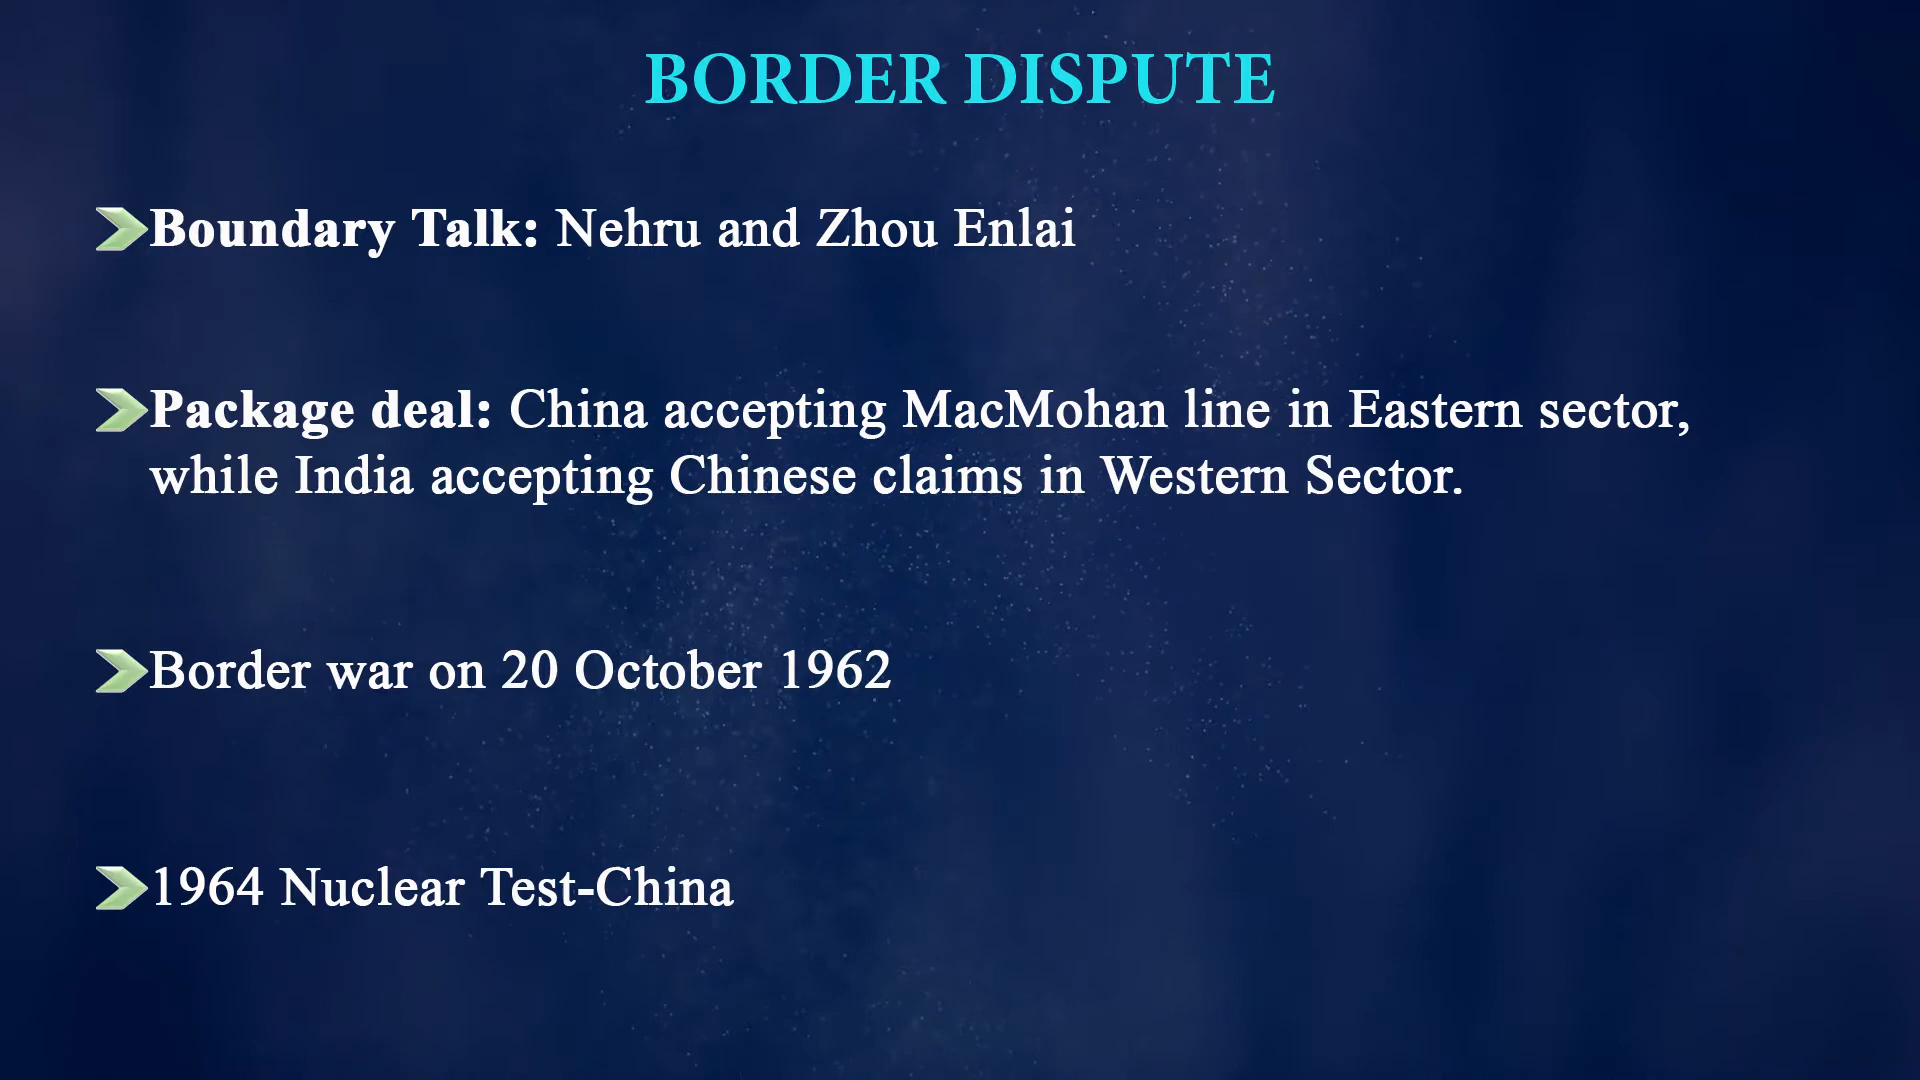 BORDER DISPUTE
Boundary Talk: Nehru and Zhou Enlai
Package deal: China accepting MacMohan line in Eastern sector,
while India accepting Chinese claims in Western Sector.
Border war on 20 October 1962
1964 Nuclear Test-China